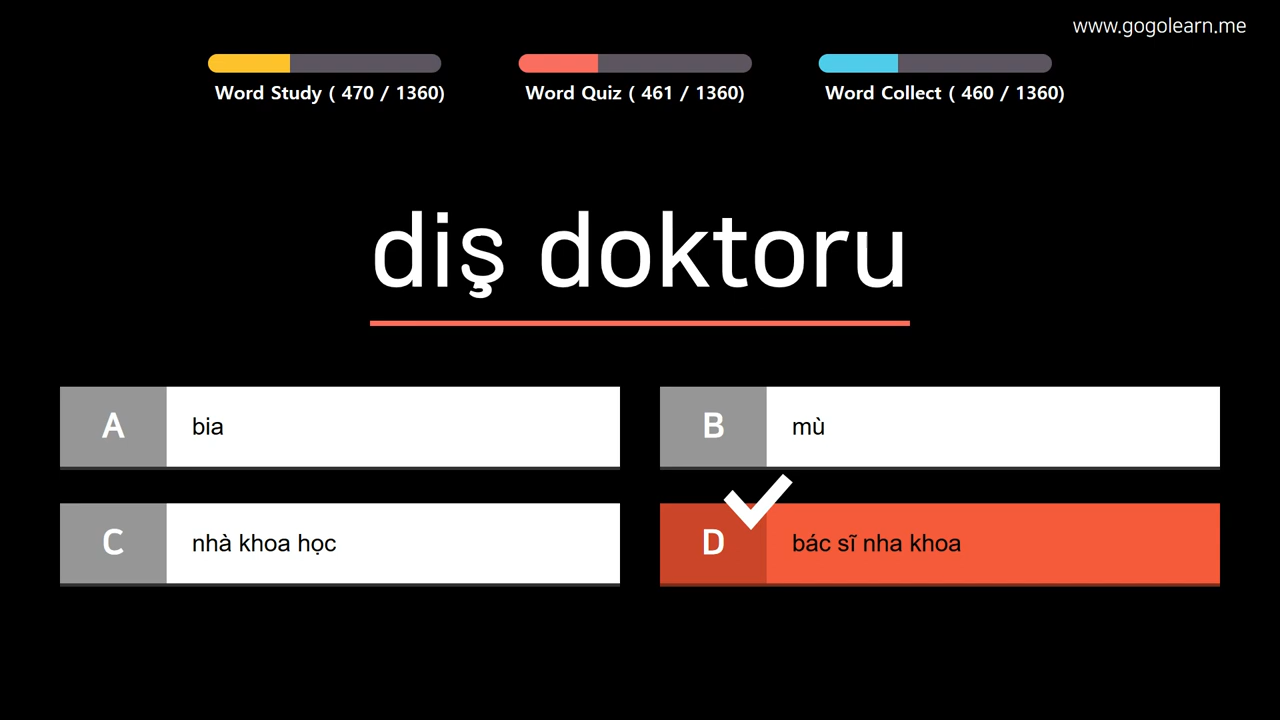 www.gogolearn.me
Word Study ( 470 / 1360)
Word Quiz ( 461 / 1360)
Word Collect ( 460 / 1360)
diş doktoru
A bia
B mù
C nhà khoa học
D bác sĩ nha khoa